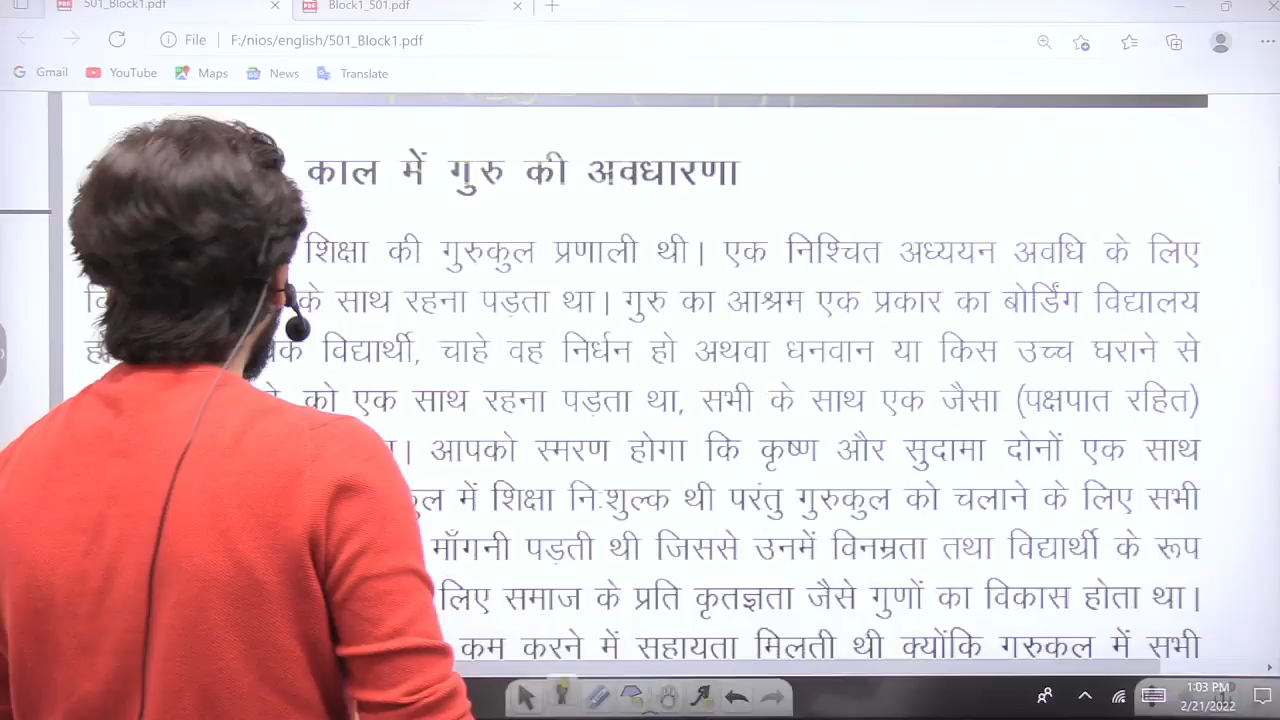 501_Block1.pdf
Block1_501.pdf
File F:/nios/english/501_Block1.pdf
Gmail YouTube Maps News Translate
काल में गुरु की अवधारणा
शिक्षा की गुरुकुल प्रणाली थी। एक निश्चित अध्ययन अवधि के लिए
के साथ रहना पड़ता था। गुरु का आश्रम एक प्रकार का बोर्डिंग विद्यालय
विद्यार्थी, चाहे वह निर्धन हो अथवा धनवान या किस उच्च घराने से
को एक साथ रहना पड़ता था, सभी के साथ एक जैसा (पक्षपात रहित)
। आपको स्मरण होगा कि कृष्ण और सुदामा दोनों एक साथ
में शिक्षा निःशुल्क थी परंतु गुरुकुल को चलाने के लिए सभी
माँगनी पड़ती थी जिससे उनमें विनम्रता तथा विद्यार्थी के रूप
लिए समाज के प्रति कृतज्ञता जैसे गुणों का विकास होता था।
कम करने में सहायता मिलती थी क्योंकि गरुकल में सभी
1:03 PM
2/21/2022